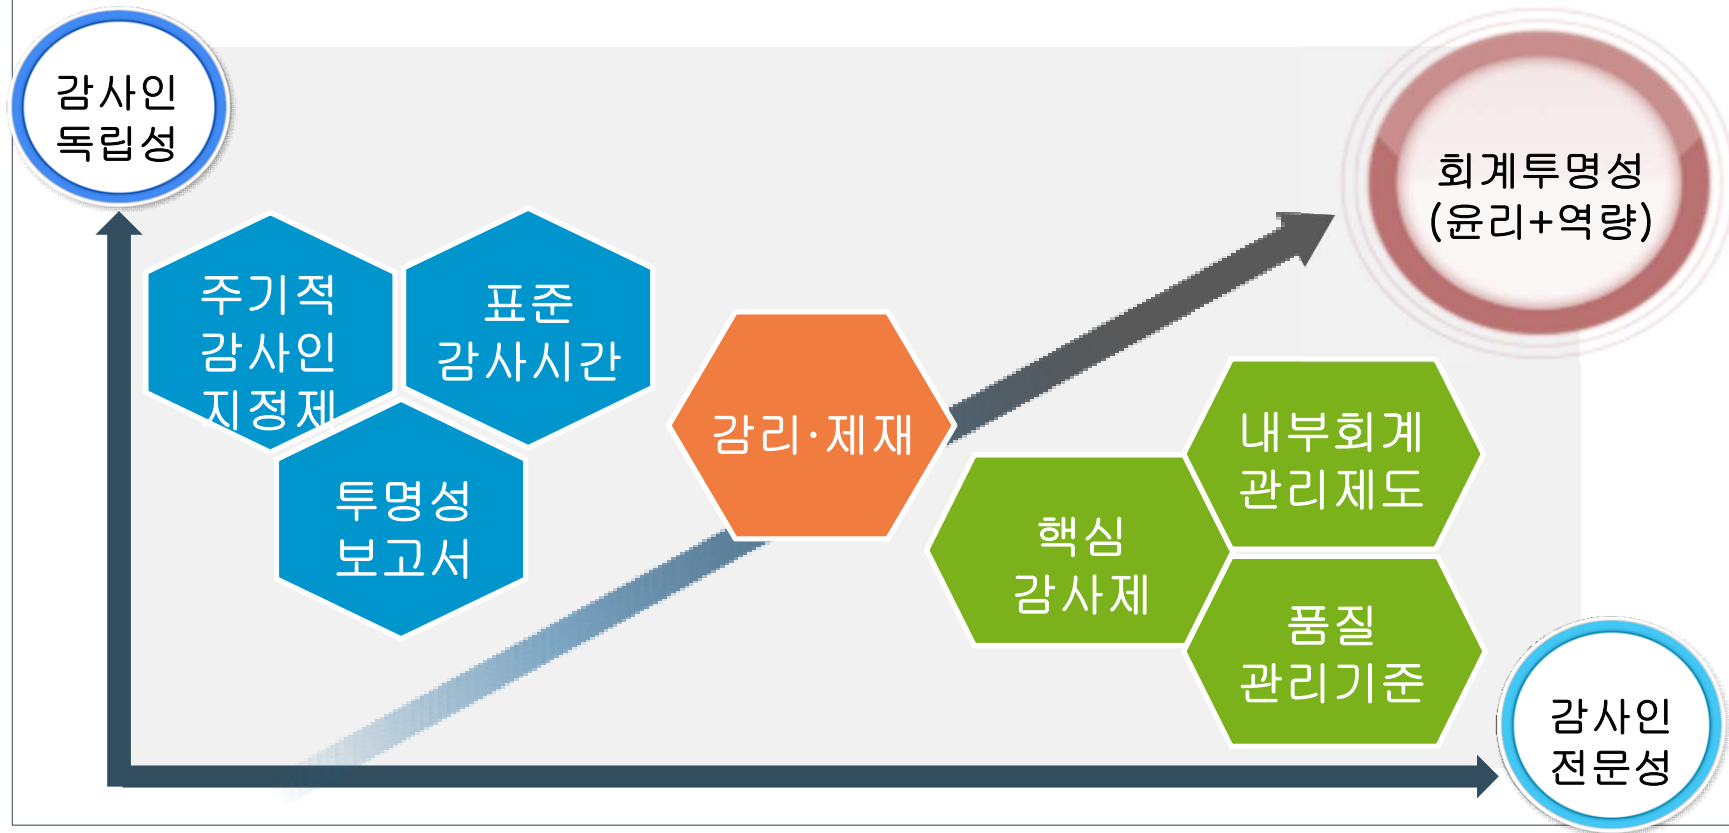 감사인
독립성
회계투명성
(윤리+역량)
주기적
감사인
지정제
표준
감사시간
투명성
보고서
감리·제재
내부회계
관리제도
핵심
감사제
품질
관리기준
감사인
전문성